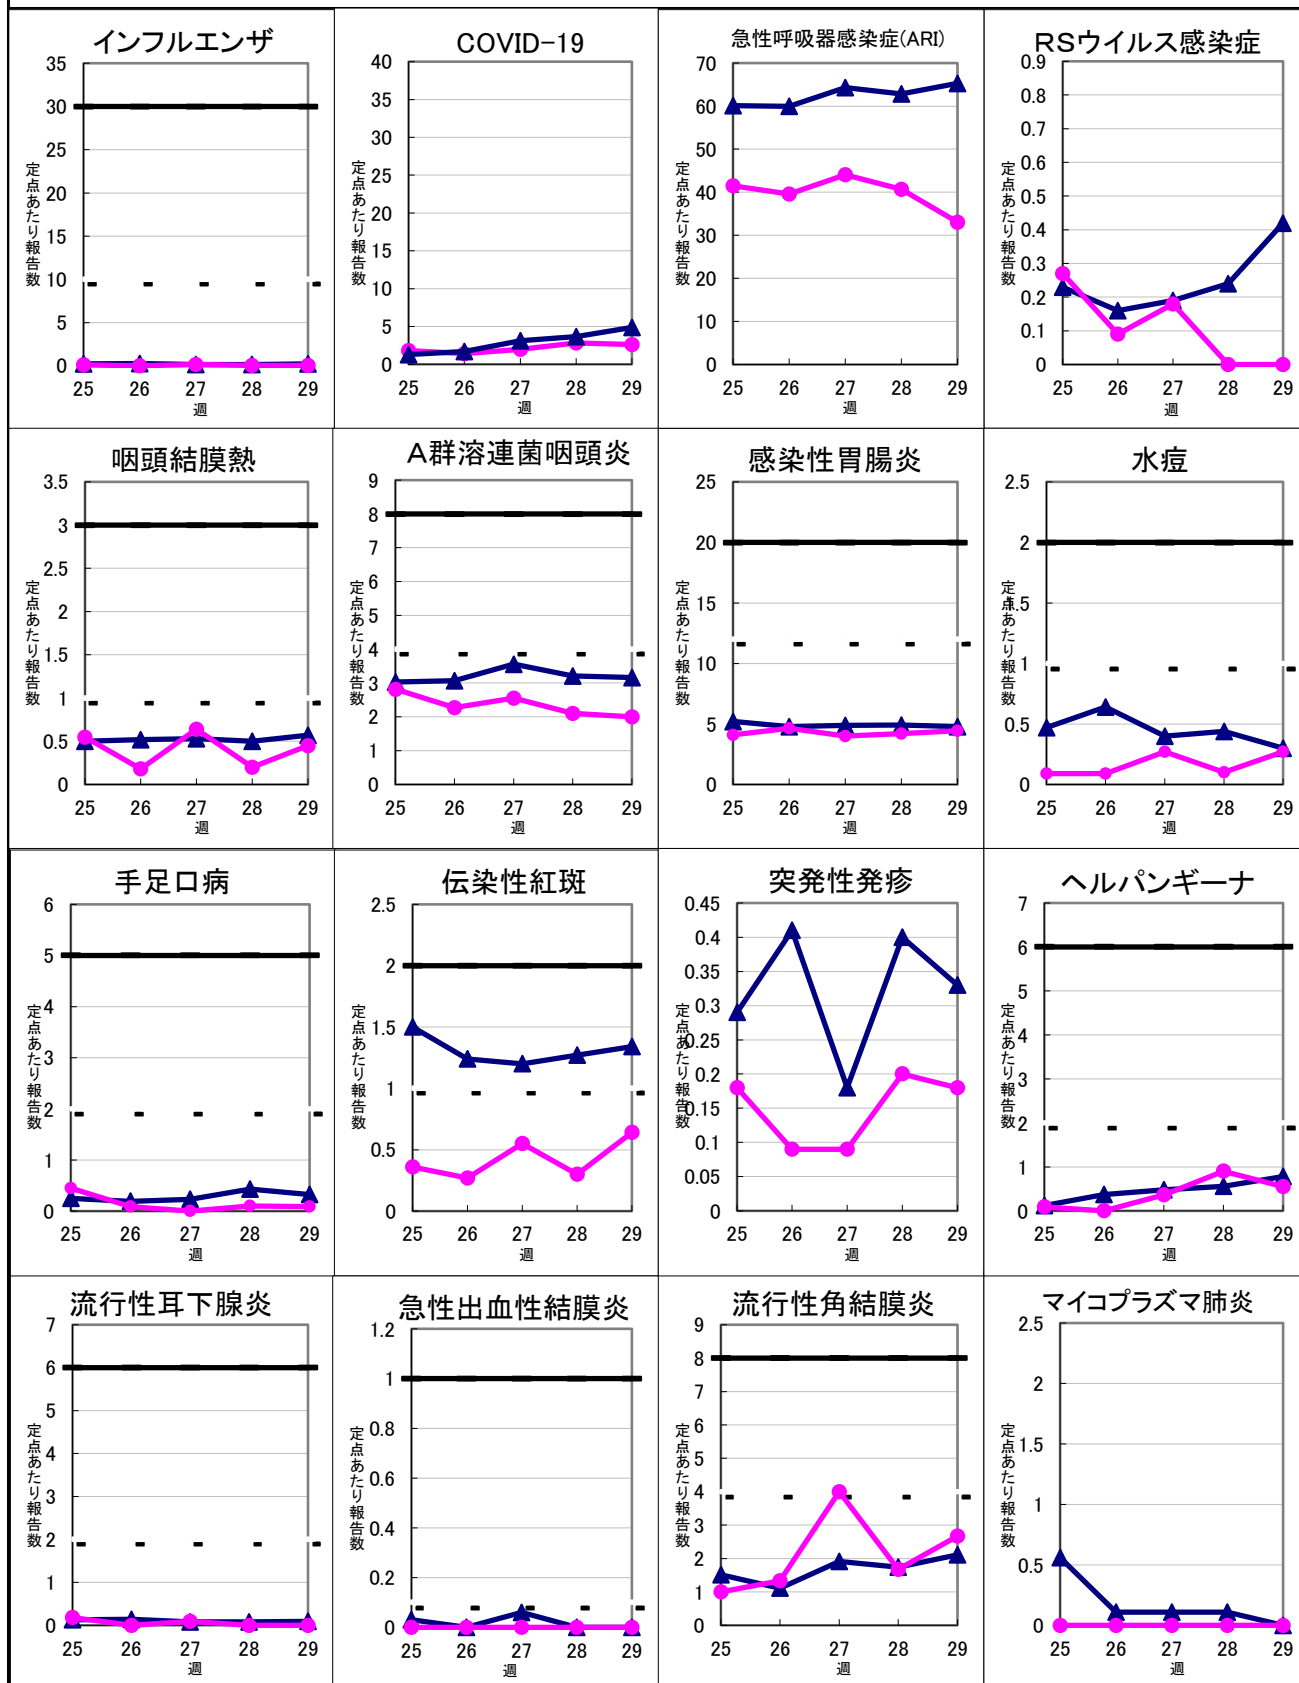 インフルエンザ
35
30
25
20
15
10
5
0
定点あたり報告数
25 26 27 28 29
週
COVID-19
40
35
30
25
20
15
10
5
0
定点あたり報告数
25 26 27 28 29
週
急性呼吸器感染症(ARI)
70
60
50
40
30
20
10
0
定点あたり報告数
25 26 27 28 29
週
RSウイルス感染症
0.9
0.8
0.7
0.6
0.5
0.4
0.3
0.2
0.1
0
定点あたり報告数
25 26 27 28 29
週
咽頭結膜熱
3.5
3
2.5
2
1.5
1
0.5
0
定点あたり報告数
25 26 27 28 29
週
A群溶連菌咽頭炎
9
8
7
6
5
4
3
2
1
0
定点あたり報告数
25 26 27 28 29
週
感染性胃腸炎
25
20
15
10
5
0
定点あたり報告数
25 26 27 28 29
週
水痘
2.5
2
1.5
1
0.5
0
定点あたり報告数
25 26 27 28 29
週
手足口病
6
5
4
3
2
1
0
定点あたり報告数
25 26 27 28 29
週
伝染性紅斑
2.5
2
1.5
1
0.5
0
定点あたり報告数
25 26 27 28 29
週
突発性発疹
0.45
0.4
0.35
0.3
0.25
0.2
0.15
0.1
0.05
0
定点あたり報告数
25 26 27 28 29
週
ヘルパンギーナ
7
6
5
4
3
2
1
0
定点あたり報告数
25 26 27 28 29
週
流行性耳下腺炎
7
6
5
4
3
2
1
0
定点あたり報告数
25 26 27 28 29
週
急性出血性結膜炎
1.2
1
0.8
0.6
0.4
0.2
0
定点あたり報告数
25 26 27 28 29
週
流行性角結膜炎
9
8
7
6
5
4
3
2
1
0
定点あたり報告数
25 26 27 28 29
週
マイコプラズマ肺炎
2.5
2
1.5
1
0.5
0
定点あたり報告数
25 26 27 28 29
週